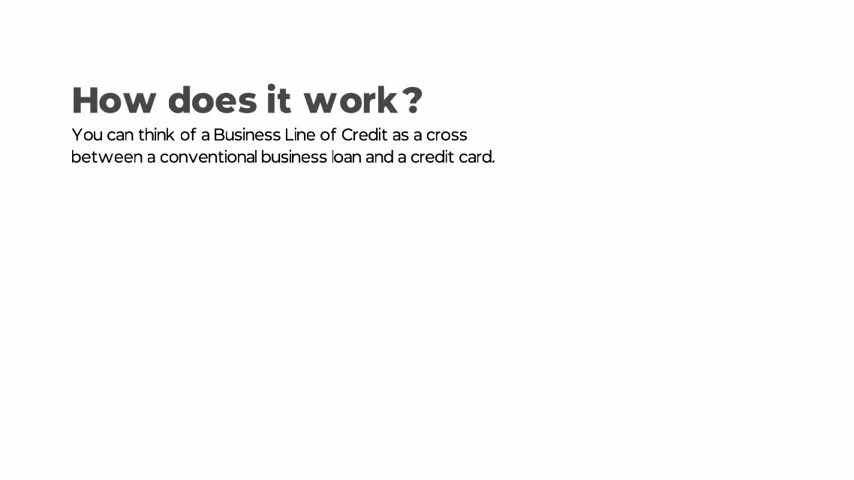 How does it work?
You can think of a Business Line of Credit as a cross
between a conventional business loan and a credit card.